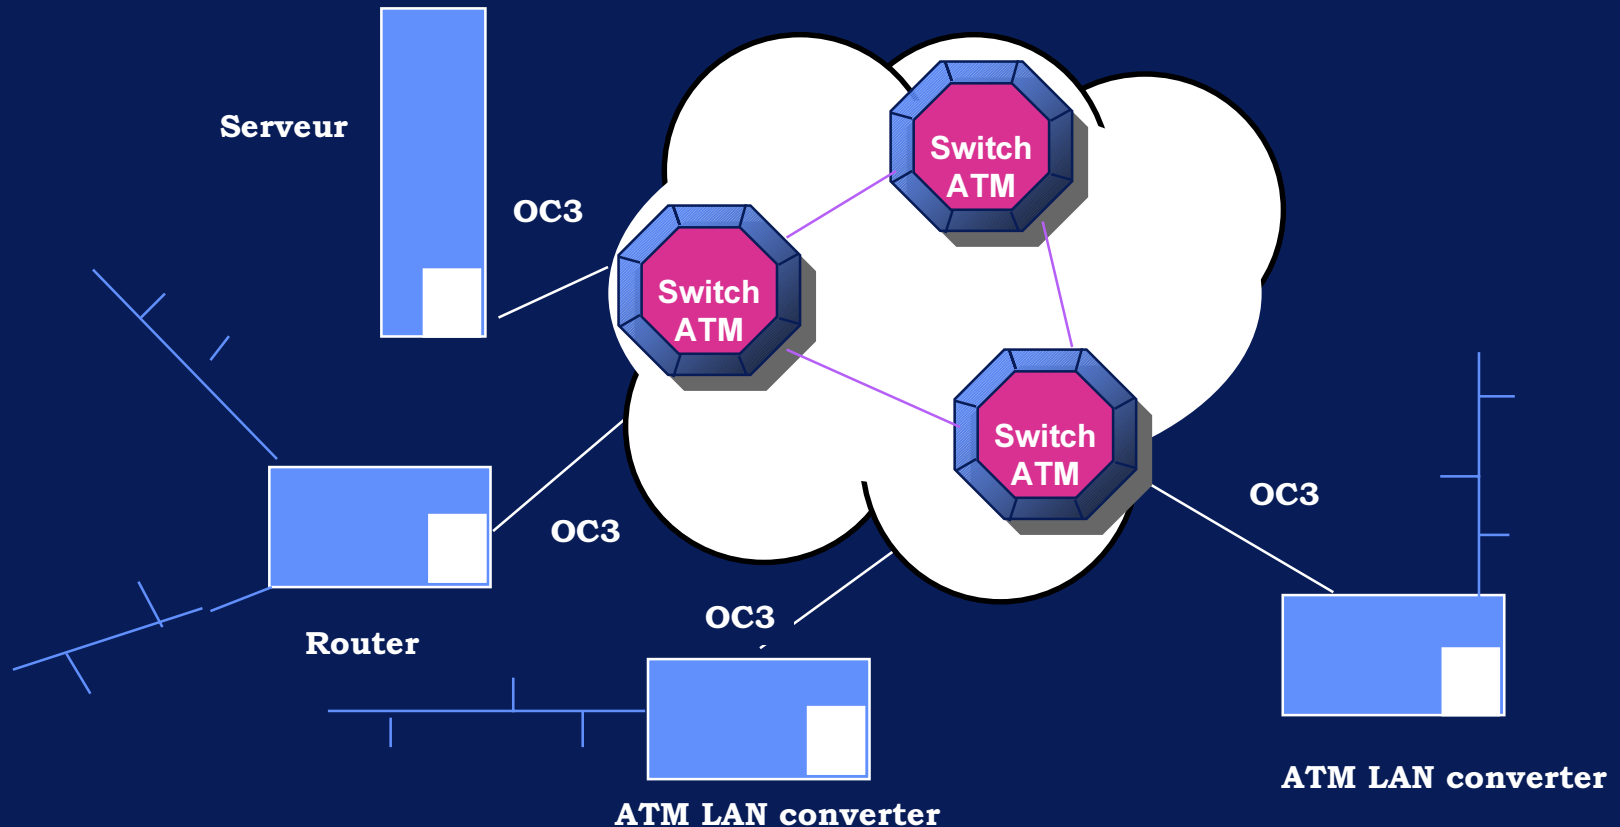 Serveur
Switch
ATM
OC3
Switch
ATM
Switch
ATM
OC3
OC3
OC3
Router
ATM LAN converter
ATM LAN converter